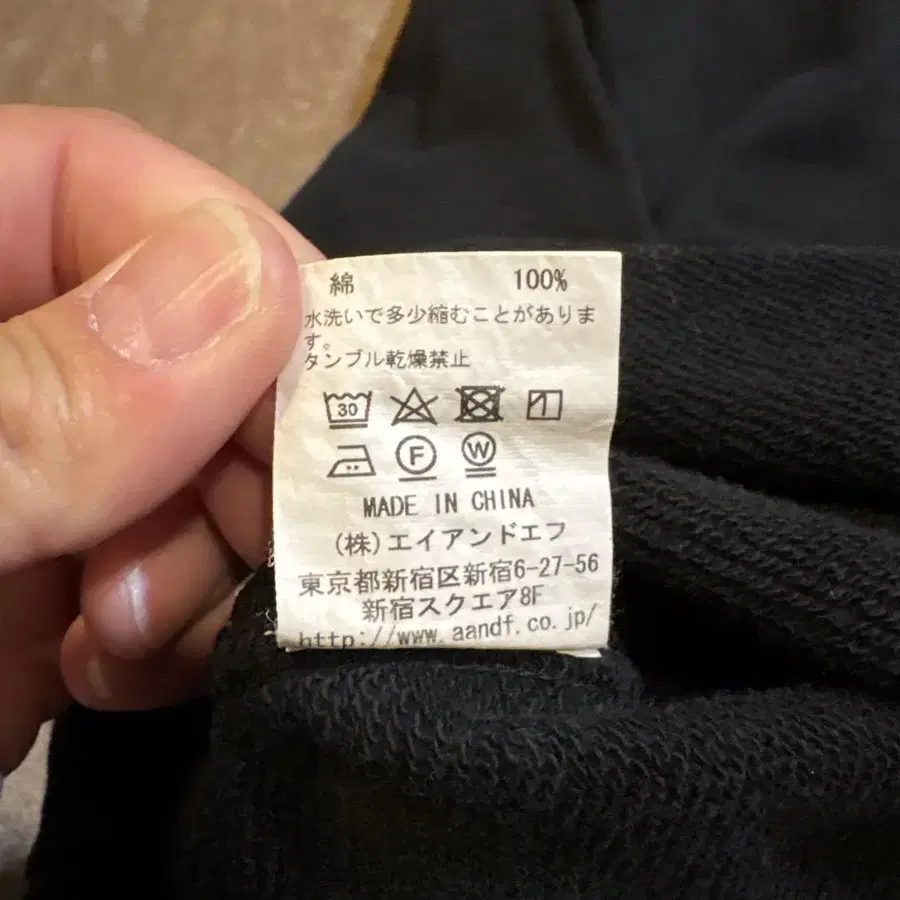 綿 100%
水洗いで多少縮むことがありま
す。
タンブル乾燥禁止
30
F W
MADE IN CHINA
(株)エイアンドエフ
東京都新宿区新宿6-27-56
新宿スクエア8F
http://www.aandf.co.jp/